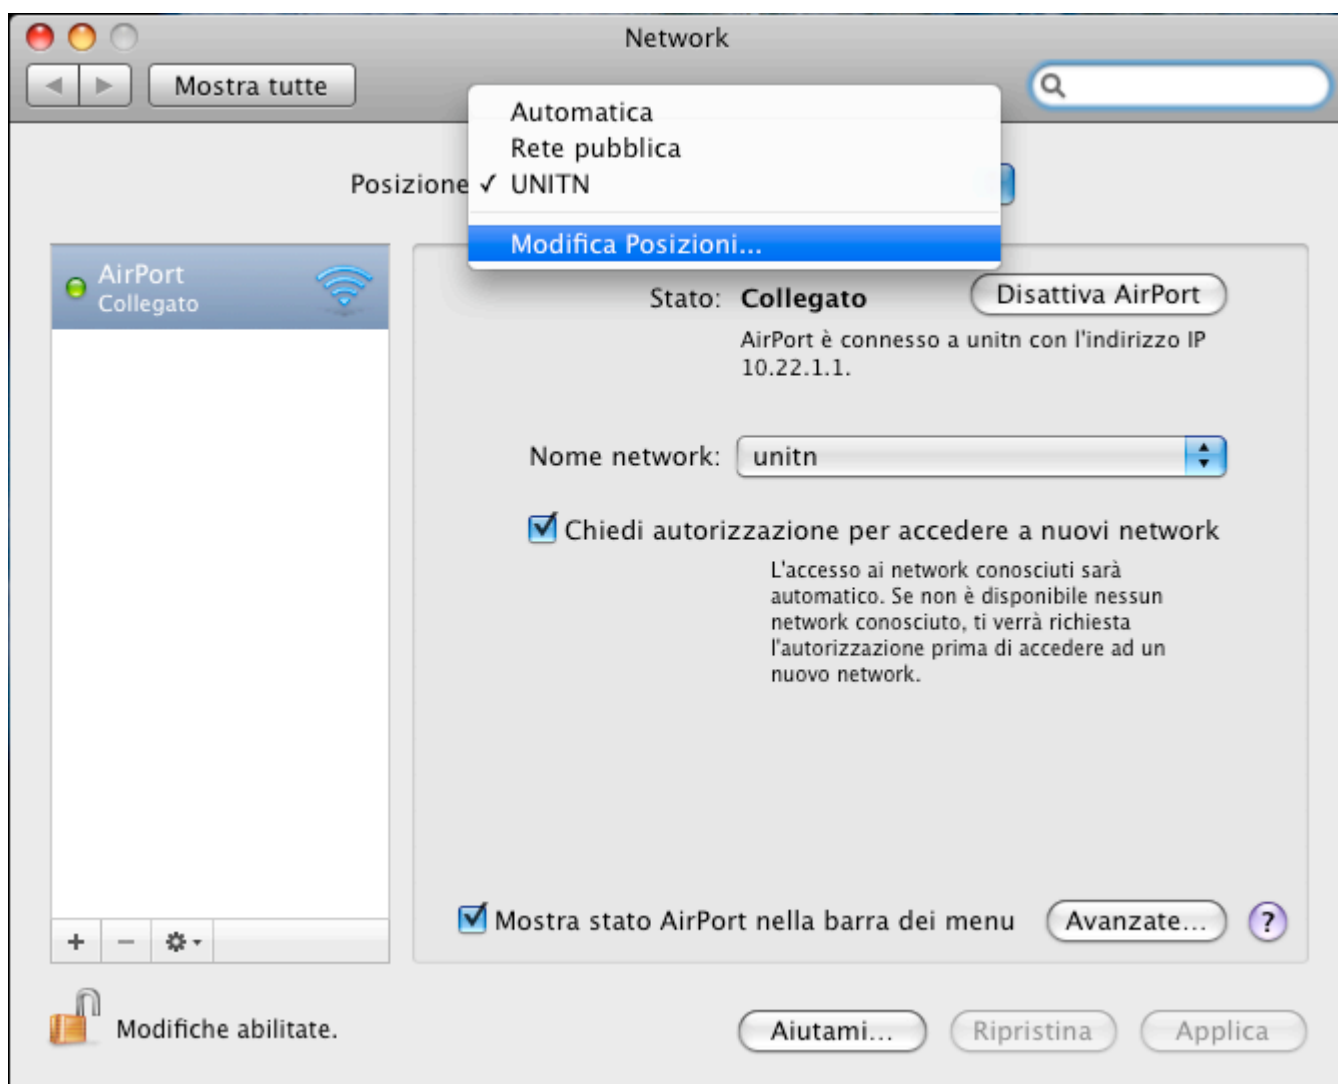 Network
Mostra tutte
Automatica
Rete pubblica
Posizione ✓ UNITN
Modifica Posizioni...
AirPort
Collegato
Stato: Collegato
Disattiva AirPort
AirPort è connesso a unitn con l'indirizzo IP
10.22.1.1.
Nome network: unitn
Chiedi autorizzazione per accedere a nuovi network
L'accesso ai network conosciuti sarà
automatico. Se non è disponibile nessun
network conosciuto, ti verrà richiesta
l'autorizzazione prima di accedere ad un
nuovo network.
Mostra stato AirPort nella barra dei menu
Avanzate...
?
Modifiche abilitate.
Aiutami...
Ripristina
Applica